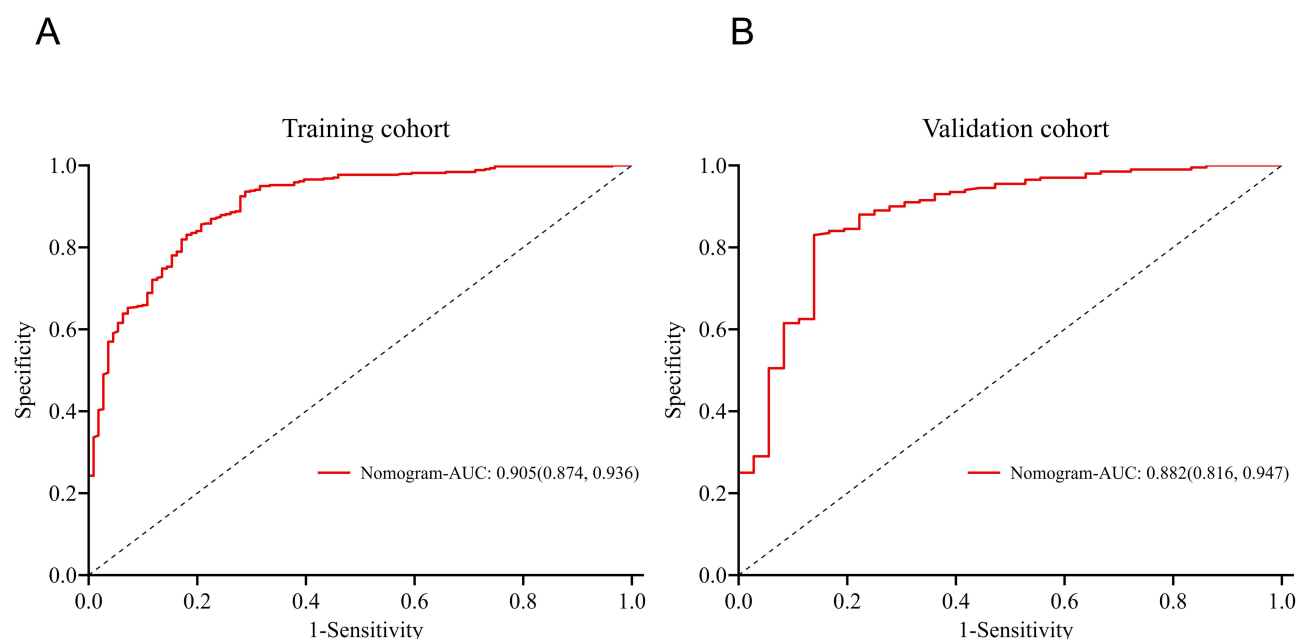 A
Training cohort
1.0
0.8
0.6
0.4
0.2
0.0
Specificity
Nomogram-AUC: 0.905(0.874, 0.936)
0.0 0.2 0.4 0.6 0.8 1.0
1-Sensitivity
B
Validation cohort
1.0
0.8
0.6
0.4
0.2
0.0
Specificity
Nomogram-AUC: 0.882(0.816, 0.947)
0.0 0.2 0.4 0.6 0.8 1.0
1-Sensitivity